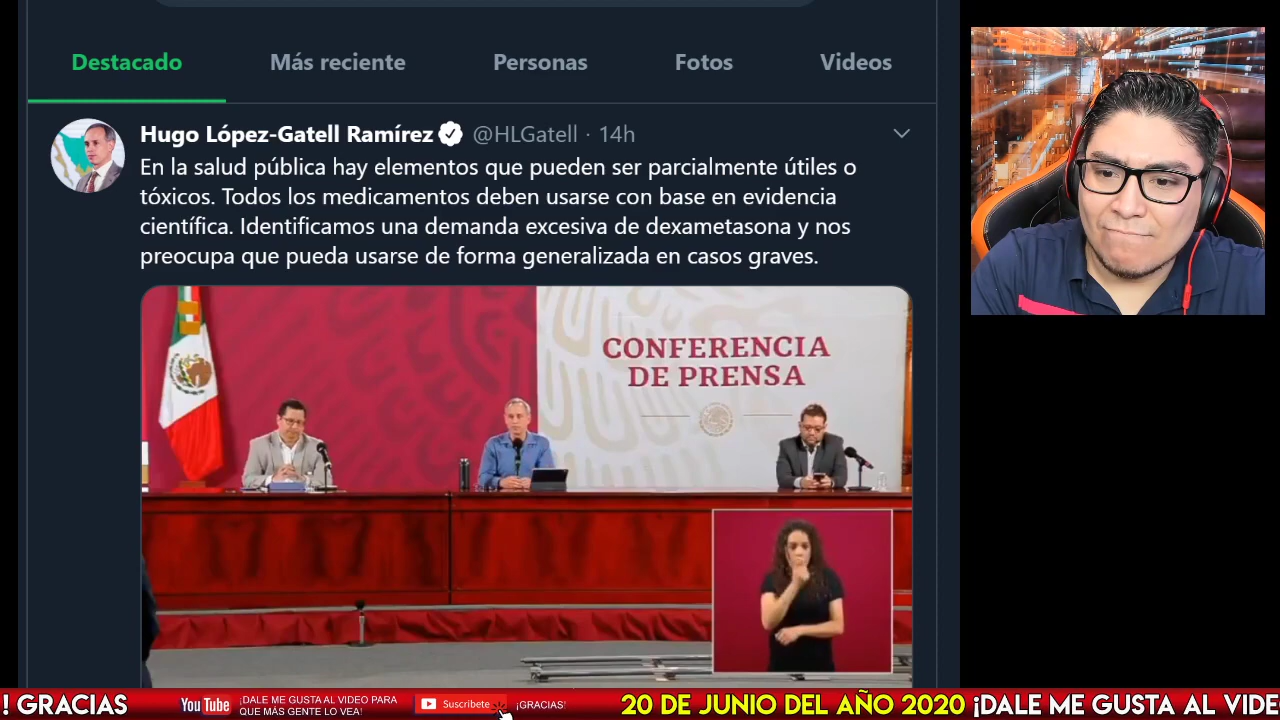 Destacado Más reciente Personas Fotos Videos
Hugo López-Gatell Ramírez @HLGatell · 14h
En la salud pública hay elementos que pueden ser parcialmente útiles o
tóxicos. Todos los medicamentos deben usarse con base en evidencia
científica. Identificamos una demanda excesiva de dexametasona y nos
preocupa que pueda usarse de forma generalizada en casos graves.
CONFERENCIA
DE PRENSA
! GRACIAS
YouTube
¡DALE ME GUSTA AL VIDEO PARA
QUE MÁS GENTE LO VEA!
Suscribete
¡GRACIAS!
20 DE JUNIO DEL AÑO 2020 ¡DALE ME GUSTA AL VIDE